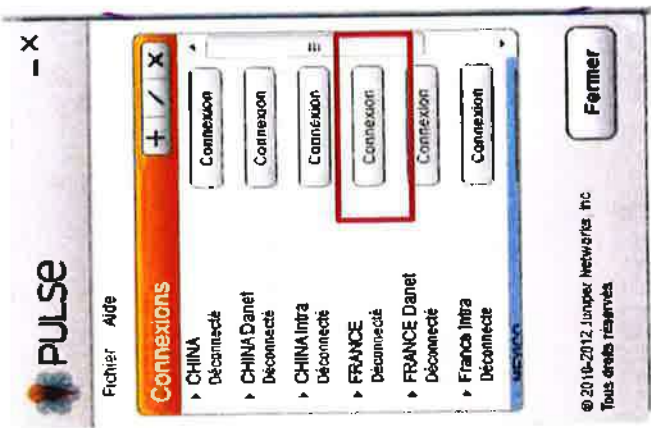 PULSE
Fichier Aide
Connexions
CHINA
Déconnecté
Connexion
CHINA Danet
Déconnecté
Connexion
CHINA Intra
Déconnecté
Connexion
FRANCE
Déconnecté
Connexion
FRANCE Danet
Déconnecté
Connexion
France Intra
Déconnecté
Connexion
MEXICO
© 2010-2012 Juniper Networks, Inc
Tous droits réservés
Fermer